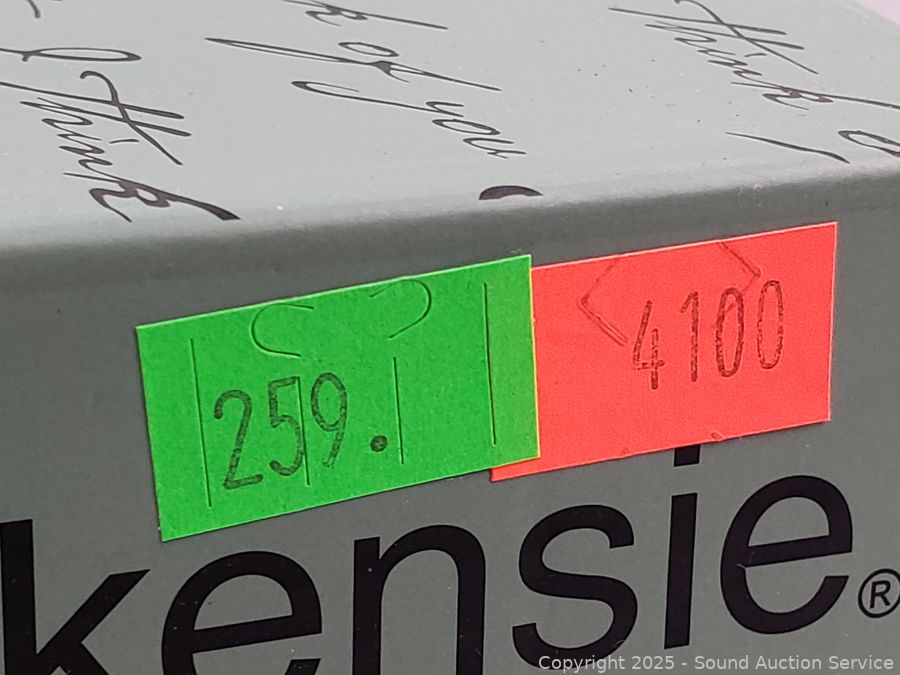 k of you
think o
I think
259.
4100
kensie®
Copyright 2025 - Sound Auction Service